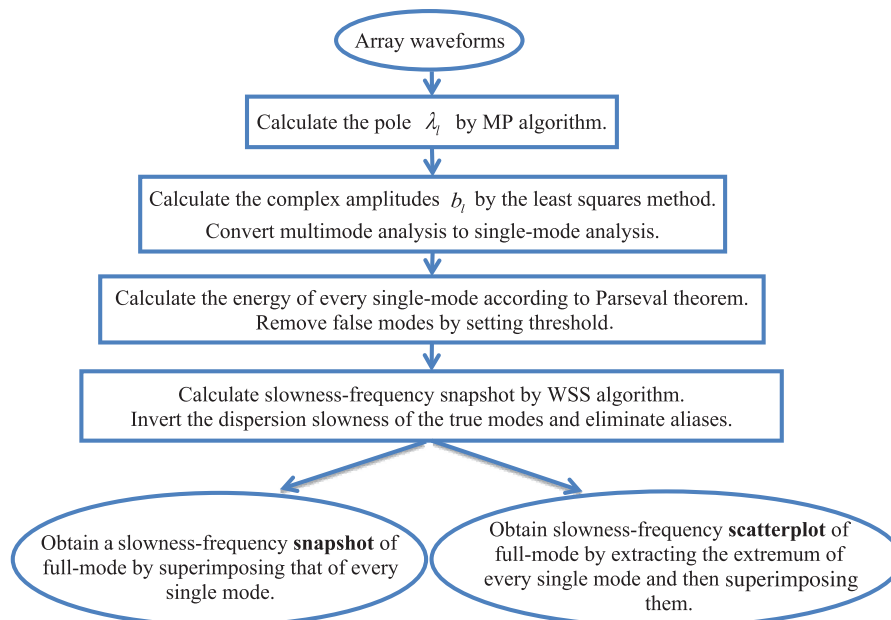 Array waveforms
Calculate the pole λ_l by MP algorithm.
Calculate the complex amplitudes b_l by the least squares method.
Convert multimode analysis to single-mode analysis.
Calculate the energy of every single-mode according to Parseval theorem.
Remove false modes by setting threshold.
Calculate slowness-frequency snapshot by WSS algorithm.
Invert the dispersion slowness of the true modes and eliminate aliases.
Obtain a slowness-frequency snapshot of
full-mode by superimposing that of every
single mode.
Obtain slowness-frequency scatterplot of
full-mode by extracting the extremum of
every single mode and then superimposing
them.